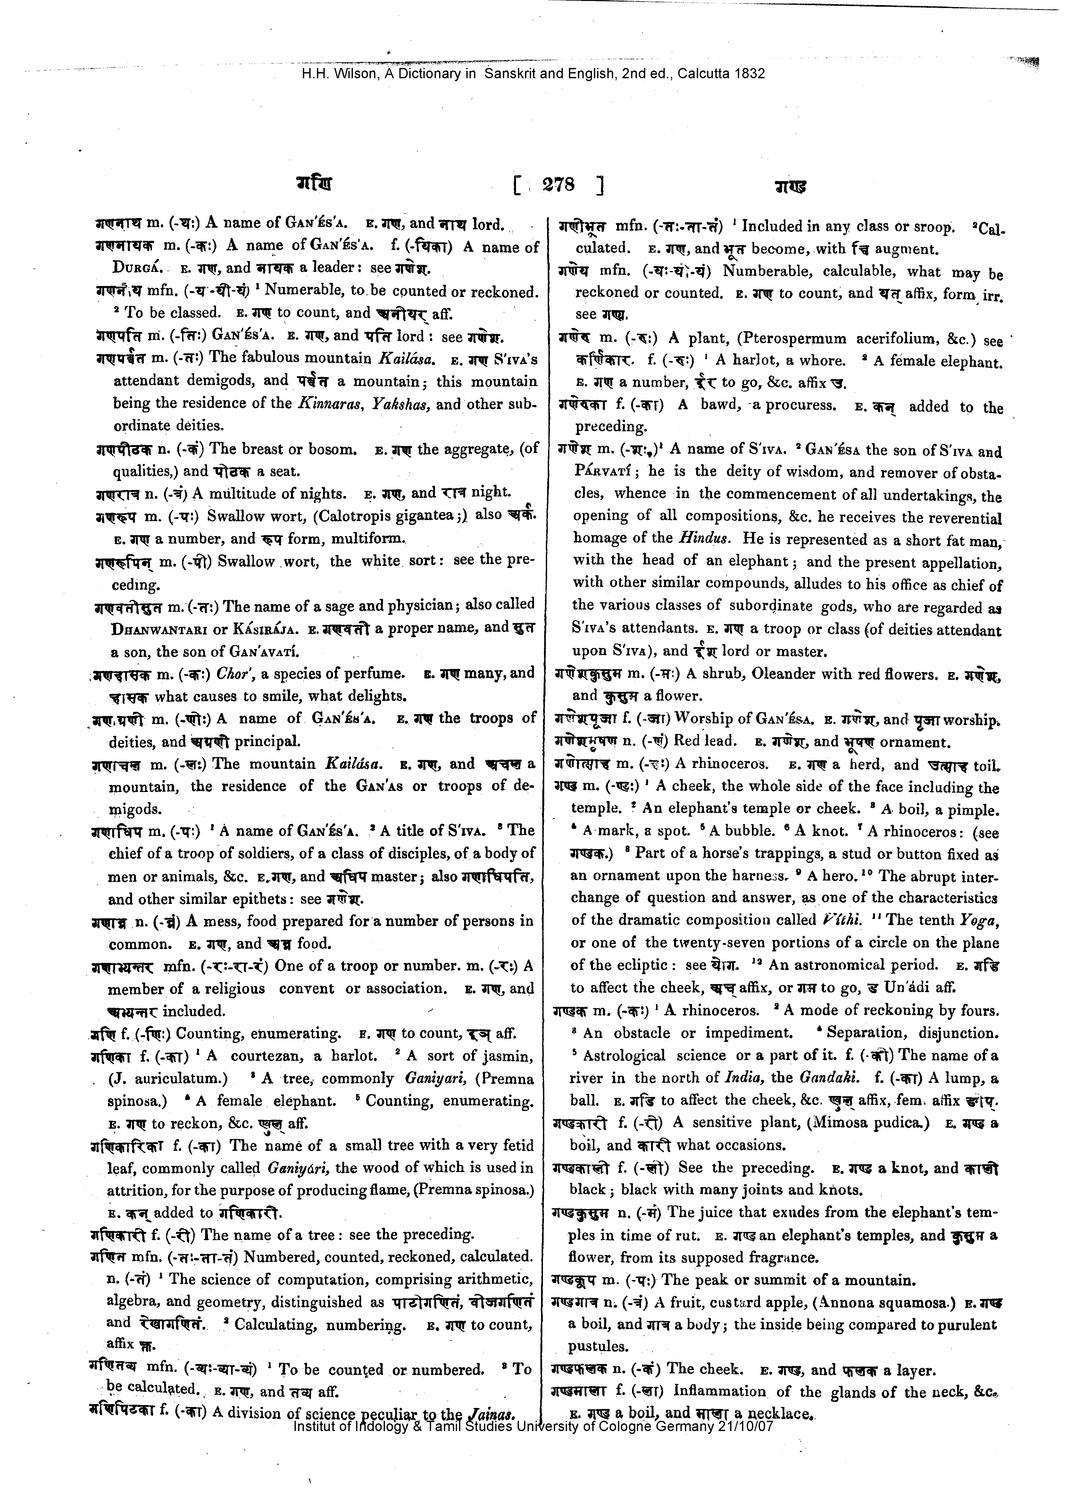 H.H. Wilson, A Dictionary in Sanskrit and English, 2nd ed., Calcutta 1832
गणि
[ 278 ]
गण्ड
गणनाथ m. (-थः) A name of GAN'ÉS'A. E. गण, and नाथ lord.
गणनायक m. (-कः) A name of GAN'ÉS'A. f. (-यिका) A name of
DURGÁ. E. गण, and नायक a leader: see गणेश.
गणनीय mfn. (-यः-यी-यं) ¹ Numerable, to be counted or reckoned.
² To be classed. E. गण to count, and अनीयर् aff.
गणपति m. (-तिः) GAN'ÉS'A. E. गण, and पति lord: see गणेश.
गणपर्व्वत m. (-तः) The fabulous mountain Kailása. E. गण S'IVA'S
attendant demigods, and पर्व्वत a mountain; this mountain
being the residence of the Kinnaras, Yakshas, and other sub-
ordinate deities.
गणपीठक n. (-कं) The breast or bosom. E. गण the aggregate, (of
qualities,) and पीठक a seat.
गणरात्र n. (-त्रं) A multitude of nights. E. गण, and रात्र night.
गणरूप m. (-पः) Swallow wort, (Calotropis gigantea;) also अर्क.
E. गण a number, and रूप form, multiform.
गणरूपिन् m. (-पी) Swallow wort, the white sort: see the pre-
ceding.
गणवतीसुत m. (-तः) The name of a sage and physician; also called
DHANWANTARI or KÁSIRÁJA. E. गणवती a proper name, and सुत
a son, the son of GAN'AVATÍ.
गणहासक m. (-कः) Chor', a species of perfume. E. गण many, and
हासक what causes to smile, what delights.
गणाग्रणी m. (-णीः) A name of GAN'ÉS'A. E. गण the troops of
deities, and अग्रणी principal.
गणाचल m. (-लः) The mountain Kailása. E. गण, and अचल a
mountain, the residence of the GAN'AS or troops of de-
migods.
गणाधिप m. (-पः) ¹ A name of GAN'ÉS'A. ² A title of S'IVA. ³ The
chief of a troop of soldiers, of a class of disciples, of a body of
men or animals, &c. E. गण, and अधिप master; also गणाधिपति,
and other similar epithets: see गणेश.
गणान्न n. (-न्नं) A mess, food prepared for a number of persons in
common. E. गण, and अन्न food.
गणाभ्यन्तर mfn. (-रः-रा-रं) One of a troop or number. m. (-रः) A
member of a religious convent or association. E. गण, and
अभ्यन्तर included.
गणि f. (-णिः) Counting, enumerating. E. गण to count, इञ् aff.
गणिका f. (-का) ¹ A courtezan, a harlot. ² A sort of jasmin,
(J. auriculatum.) ³ A tree, commonly Ganiyari, (Premna
spinosa.) ⁴ A female elephant. ⁵ Counting, enumerating.
E. गण to reckon, &c. ण्वुल् aff.
गणिकारिका f. (-का) The name of a small tree with a very fetid
leaf, commonly called Ganiyári, the wood of which is used in
attrition, for the purpose of producing flame, (Premna spinosa.)
E. कन् added to गणिकारी.
गणिकारी f. (-री) The name of a tree: see the preceding.
गणित mfn. (-तः-ता-तं) Numbered, counted, reckoned, calculated.
n. (-तं) ¹ The science of computation, comprising arithmetic,
algebra, and geometry, distinguished as पाटीगणितं, वीजगणितं
and रेखागणितं. ² Calculating, numbering. E. गण to count,
affix क्त.
गणितव्य mfn. (-व्यः-व्या-व्यं) ¹ To be counted or numbered. ² To
be calculated. E. गण, and तव्य aff.
गणिपिटका f. (-का) A division of science peculiar to the Jainas.
गणीभूत mfn. (-तः-ता-तं) ¹ Included in any class or sroop. ² Cal-
culated. E. गण, and भूत become, with च्वि augment.
गणेय mfn. (-यः-या-यं) Numberable, calculable, what may be
reckoned or counted. E. गण to count, and यत् affix, form irr.
see गण्य.
गणेरु m. (-रुः) A plant, (Pterospermum acerifolium, &c.) see
कर्णिकार. f. (-रुः) ¹ A harlot, a whore. ² A female elephant.
E. गण a number, ईर to go, &c. affix उ.
गणेरुका f. (-का) A bawd, a procuress. E. कन् added to the
preceding.
गणेश m. (-शः) ¹ A name of S'IVA. ² GAN'ÉSA the son of S'IVA and
PÁRVATÍ; he is the deity of wisdom, and remover of obsta-
cles, whence in the commencement of all undertakings, the
opening of all compositions, &c. he receives the reverential
homage of the Hindus. He is represented as a short fat man,
with the head of an elephant; and the present appellation,
with other similar compounds, alludes to his office as chief of
the various classes of subordinate gods, who are regarded as
S'IVA'S attendants. E. गण a troop or class (of deities attendant
upon S'IVA), and ईश lord or master.
गणेशकुसुम m. (-मः) A shrub, Oleander with red flowers. E. गणेश,
and कुसुम a flower.
गणेशपूजा f. (-जा) Worship of GAN'ÉSA. E. गणेश, and पूजा worship.
गणेशभूषण n. (-णं) Red lead. E. गणेश, and भूषण ornament.
गणोत्साह m. (-हः) A rhinoceros. E. गण a herd, and उत्साह toil.
गण्ड m. (-ण्डः) ¹ A cheek, the whole side of the face including the
temple. ² An elephant's temple or cheek. ³ A boil, a pimple.
⁴ A mark, a spot. ⁵ A bubble. ⁶ A knot. ⁷ A rhinoceros: (see
गण्डक.) ⁸ Part of a horse's trappings, a stud or button fixed as
an ornament upon the harness. ⁹ A hero. ¹⁰ The abrupt inter-
change of question and answer, as one of the characteristics
of the dramatic composition called Víthi. ¹¹ The tenth Yoga,
or one of the twenty-seven portions of a circle on the plane
of the ecliptic: see योग. ¹² An astronomical period. E. गडि
to affect the cheek, अच् affix, or गम to go, ड Un'ádi aff.
गण्डक m. (-कः) ¹ A rhinoceros. ² A mode of reckoning by fours.
³ An obstacle or impediment. ⁴ Separation, disjunction.
⁵ Astrological science or a part of it. f. (-की) The name of a
river in the north of India, the Gandaki. f. (-का) A lump, a
ball. E. गडि to affect the cheek, &c. ण्वुल् affix, fem. affix ङीप्.
गण्डकारी f. (-री) A sensitive plant, (Mimosa pudica.) E. गण्ड a
boil, and कारी what occasions.
गण्डकाली f. (-ली) See the preceding. E. गण्ड a knot, and काली
black; black with many joints and knots.
गण्डकुसुम n. (-मं) The juice that exudes from the elephant's tem-
ples in time of rut. E. गण्ड an elephant's temples, and कुसुम a
flower, from its supposed fragrance.
गण्डकूप m. (-पः) The peak or summit of a mountain.
गण्डगात्र n. (-त्रं) A fruit, custard apple, (Annona squamosa.) E. गण्ड
a boil, and गात्र a body; the inside being compared to purulent
pustules.
गण्डफलक n. (-कं) The cheek. E. गण्ड, and फलक a layer.
गण्डमाला f. (-ला) Inflammation of the glands of the neck, &c.
E. गण्ड a boil, and माला a necklace.
Institut of Indology & Tamil Studies University of Cologne Germany 21/10/07